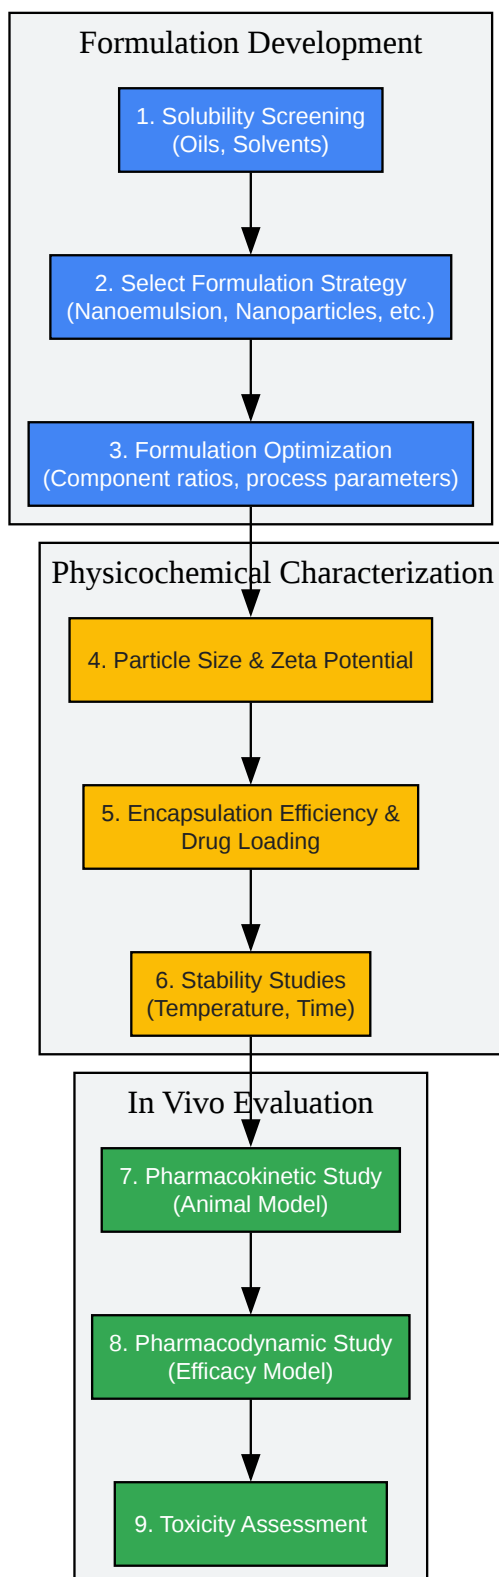 Formulation Development
1. Solubility Screening
(Oils, Solvents)
2. Select Formulation Strategy
(Nanoemulsion, Nanoparticles, etc.)
3. Formulation Optimization
(Component ratios, process parameters)
Physicochemical Characterization
4. Particle Size & Zeta Potential
5. Encapsulation Efficiency &
Drug Loading
6. Stability Studies
(Temperature, Time)
In Vivo Evaluation
7. Pharmacokinetic Study
(Animal Model)
8. Pharmacodynamic Study
(Efficacy Model)
9. Toxicity Assessment